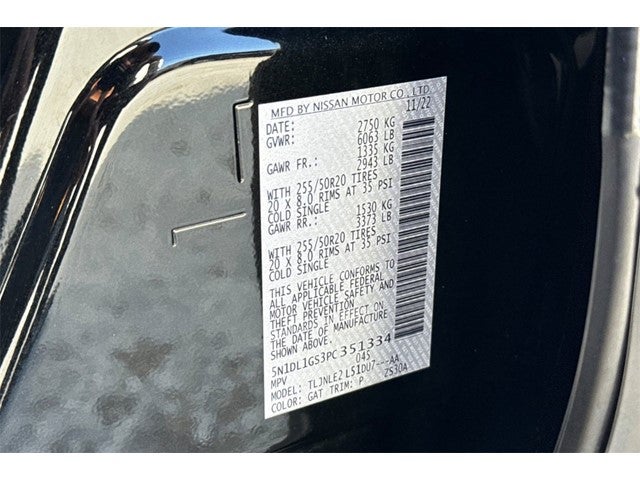 MFD BY NISSAN MOTOR CO., LTD.
DATE: 11/22
GVWR: 2750 KG
6063 LB
GAWR FR.: 1335 KG
2943 LB
WITH 255/50R20 TIRES
20 X 8.0 RIMS AT 35 PSI
COLD SINGLE
GAWR RR.: 1530 KG
3373 LB
WITH 255/50R20 TIRES
20 X 8.0 RIMS AT 35 PSI
COLD SINGLE
THIS VEHICLE CONFORMS TO
ALL APPLICABLE FEDERAL
MOTOR VEHICLE SAFETY AND
THEFT PREVENTION
STANDARDS IN EFFECT ON
THE DATE OF MANUFACTURE
SHOWN ABOVE.
5N1DL1GS3PC351334
MPV 04S
TLJNLE2 LS1DU7---AA
COLOR: GAT TRIM: P ZS30A